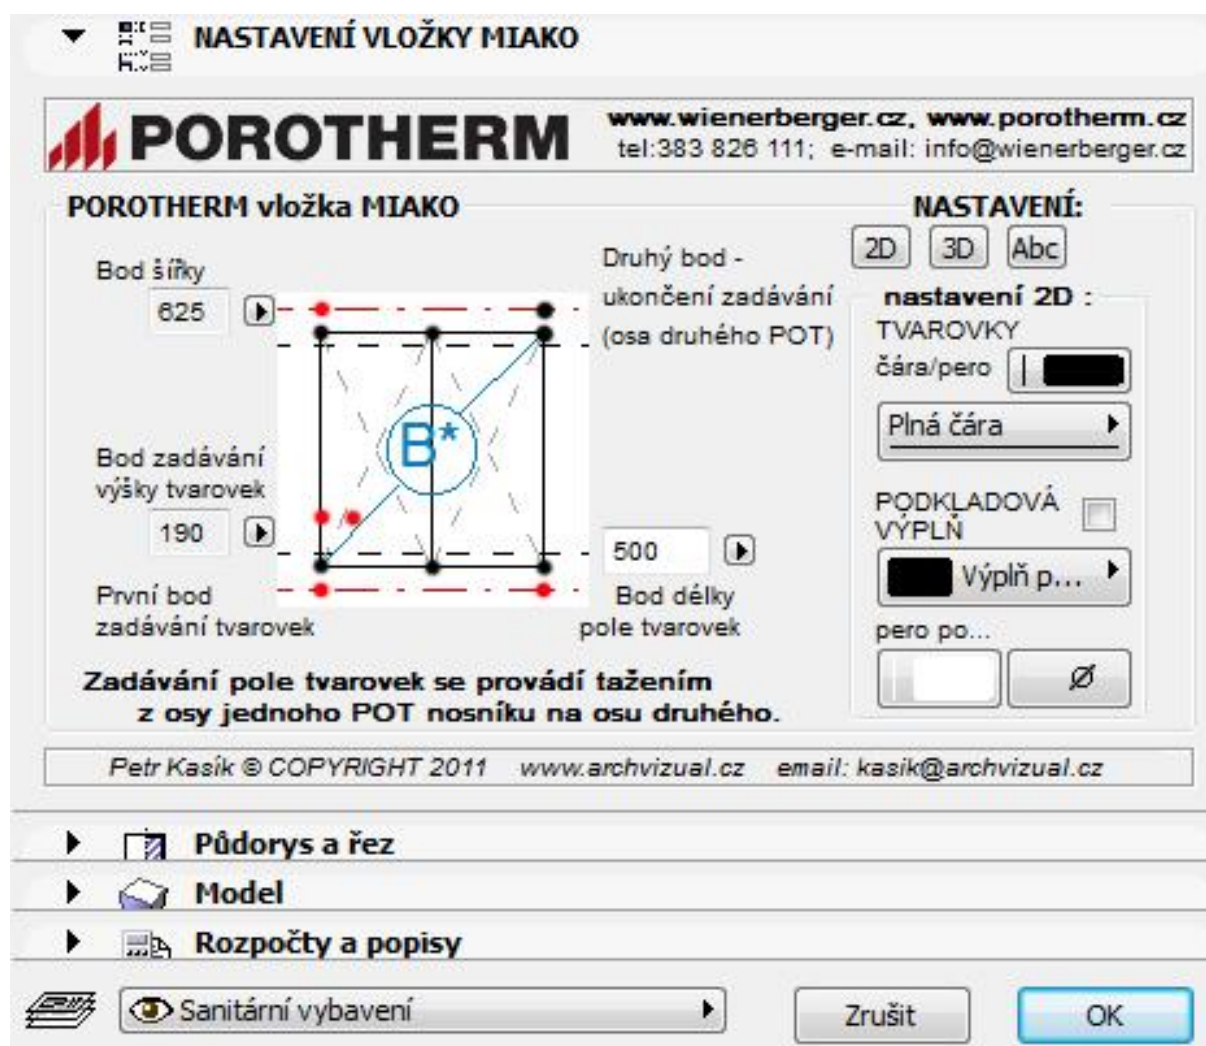 NASTAVENÍ VLOŽKY MIAKO
POROTHERM
www.wienerberger.cz, www.porotherm.cz
tel:383 826 111; e-mail: info@wienerberger.cz
POROTHERM vložka MIAKO
NASTAVENÍ:
2D 3D Abc
Bod šířky
625
Druhý bod -
ukončení zadávání
(osa druhého POT)
nastavení 2D :
TVAROVKY
čára/pero
Plná čára
B*
Bod zadávání
výšky tvarovek
190
500
PODKLADOVÁ
VÝPLŇ
Výplň p...
První bod
zadávání tvarovek
Bod délky
pole tvarovek
pero po...
Zadávání pole tvarovek se provádí tažením
z osy jednoho POT nosníku na osu druhého.
Petr Kasík © COPYRIGHT 2011 www.archvizual.cz email: kasik@archvizual.cz
Půdorys a řez
Model
Rozpočty a popisy
Sanitární vybavení
Zrušit
OK